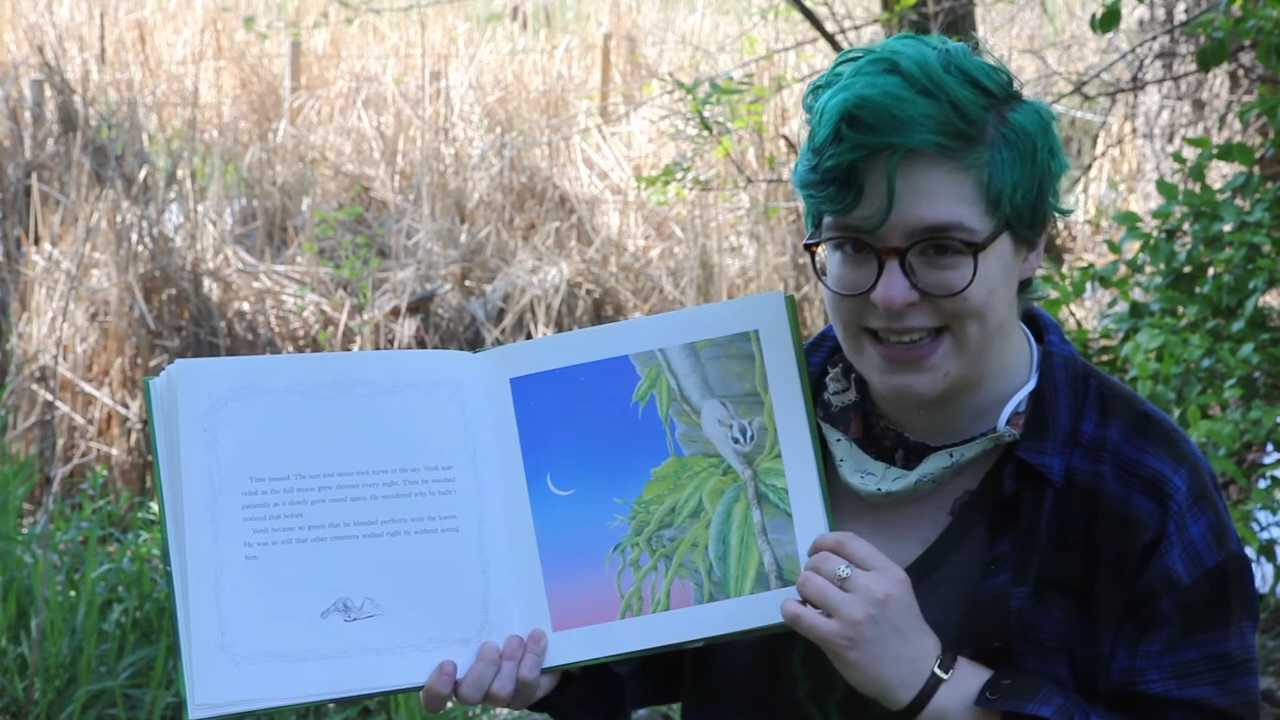 Time passed. The sun and moon took turns in the sky. Verdi mar-
veled as the full moon grew thinner every night. Then he watched
patiently as it slowly grew round again. He wondered why he hadn't
noticed that before.
Verdi became so green that he blended perfectly with the leaves.
He was so still that other creatures walked right by without seeing
him.